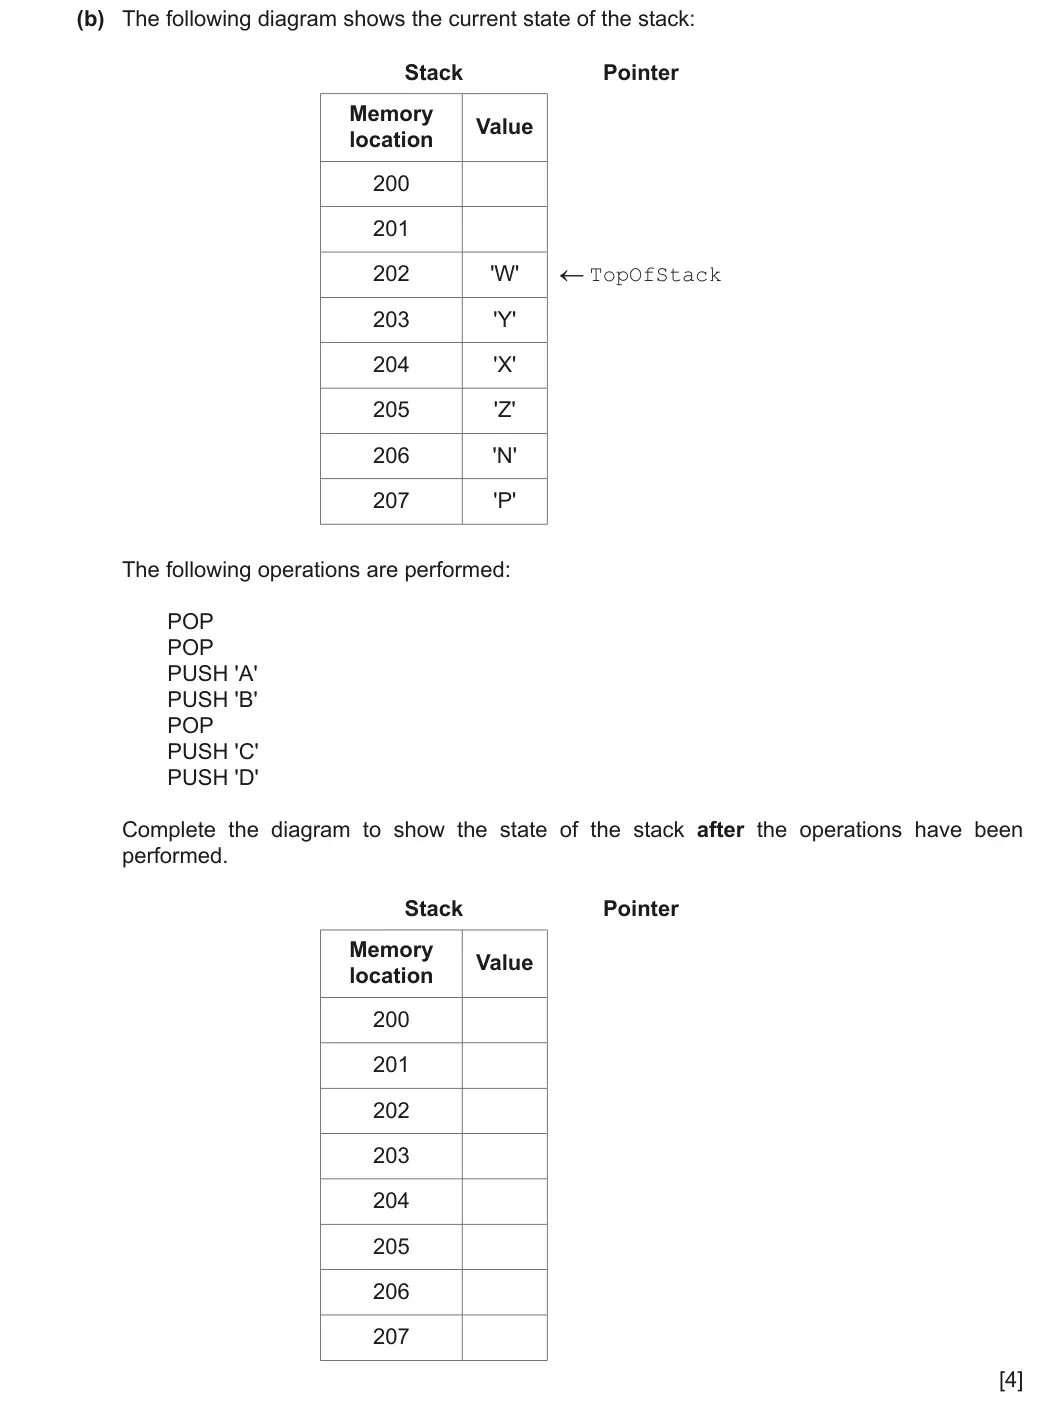 (b) The following diagram shows the current state of the stack:
Stack Pointer
Memory location Value
200
201
202 'W' ← TopOfStack
203 'Y'
204 'X'
205 'Z'
206 'N'
207 'P'
The following operations are performed:
POP
POP
PUSH 'A'
PUSH 'B'
POP
PUSH 'C'
PUSH 'D'
Complete the diagram to show the state of the stack after the operations have been
performed.
Stack Pointer
Memory location Value
200
201
202
203
204
205
206
207
[4]